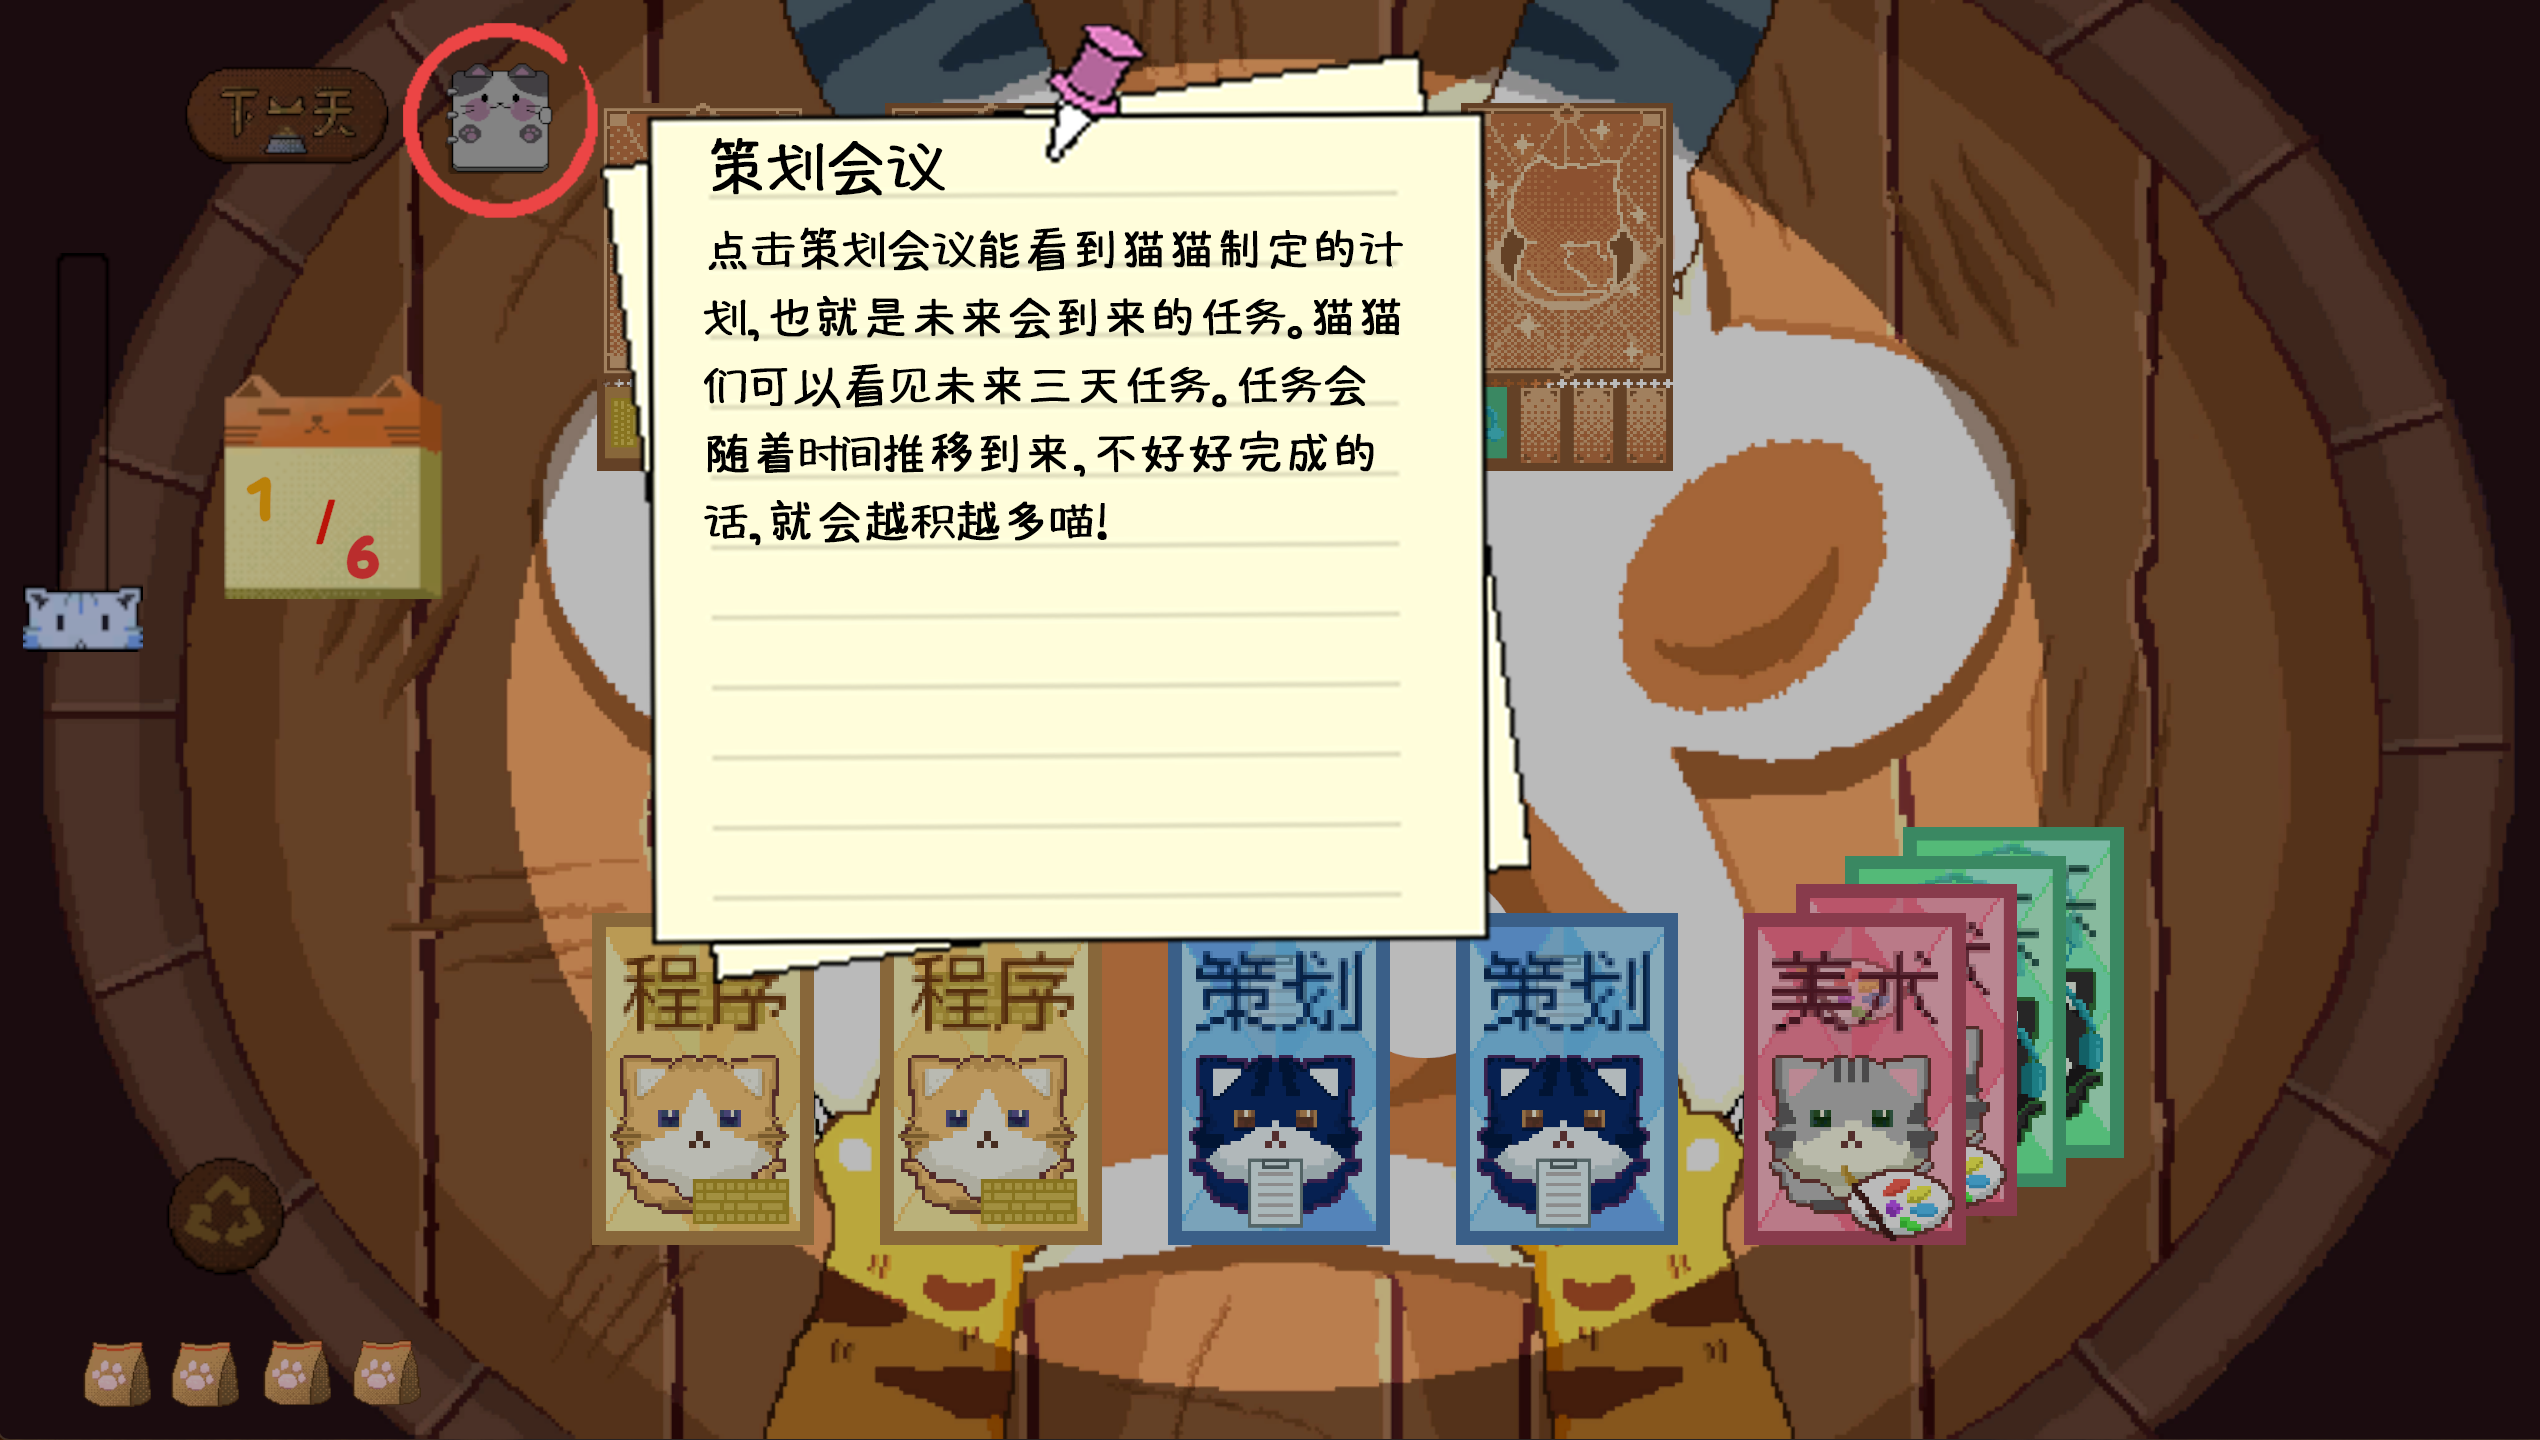 下一天
策划会议
点击策划会议能看到猫猫制定的计
划,也就是未来会到来的任务。猫猫
们可以看见未来三天任务。任务会
随着时间推移到来,不好好完成的
话,就会越积越多喵!
1/6
程序
程序
策划
策划
美术